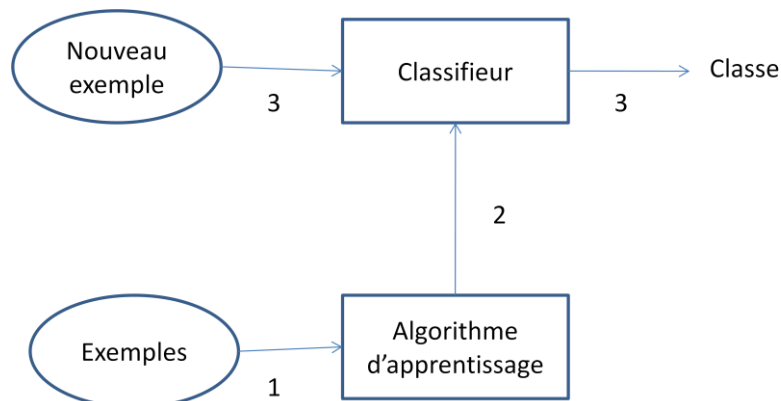 Nouveau
exemple
Classifieur
Classe
3
3
2
Exemples
Algorithme
d’apprentissage
1